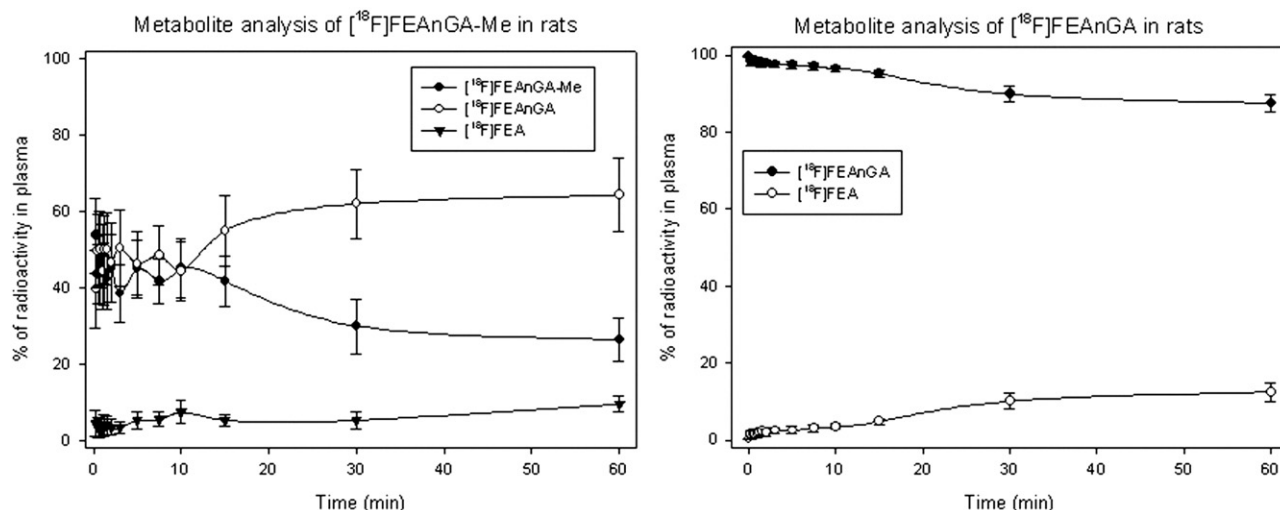 Metabolite analysis of [¹⁸F]FEAnGA-Me in rats
100
80
60
40
20
0
% of radioactivity in plasma
[¹⁸F]FEAnGA-Me
[¹⁸F]FEAnGA
[¹⁸F]FEA
0 10 20 30 40 50 60
Time (min)
Metabolite analysis of [¹⁸F]FEAnGA in rats
100
80
60
40
20
0
% of radioactivity in plasma
[¹⁸F]FEAnGA
[¹⁸F]FEA
0 10 20 30 40 50 60
Time (min)